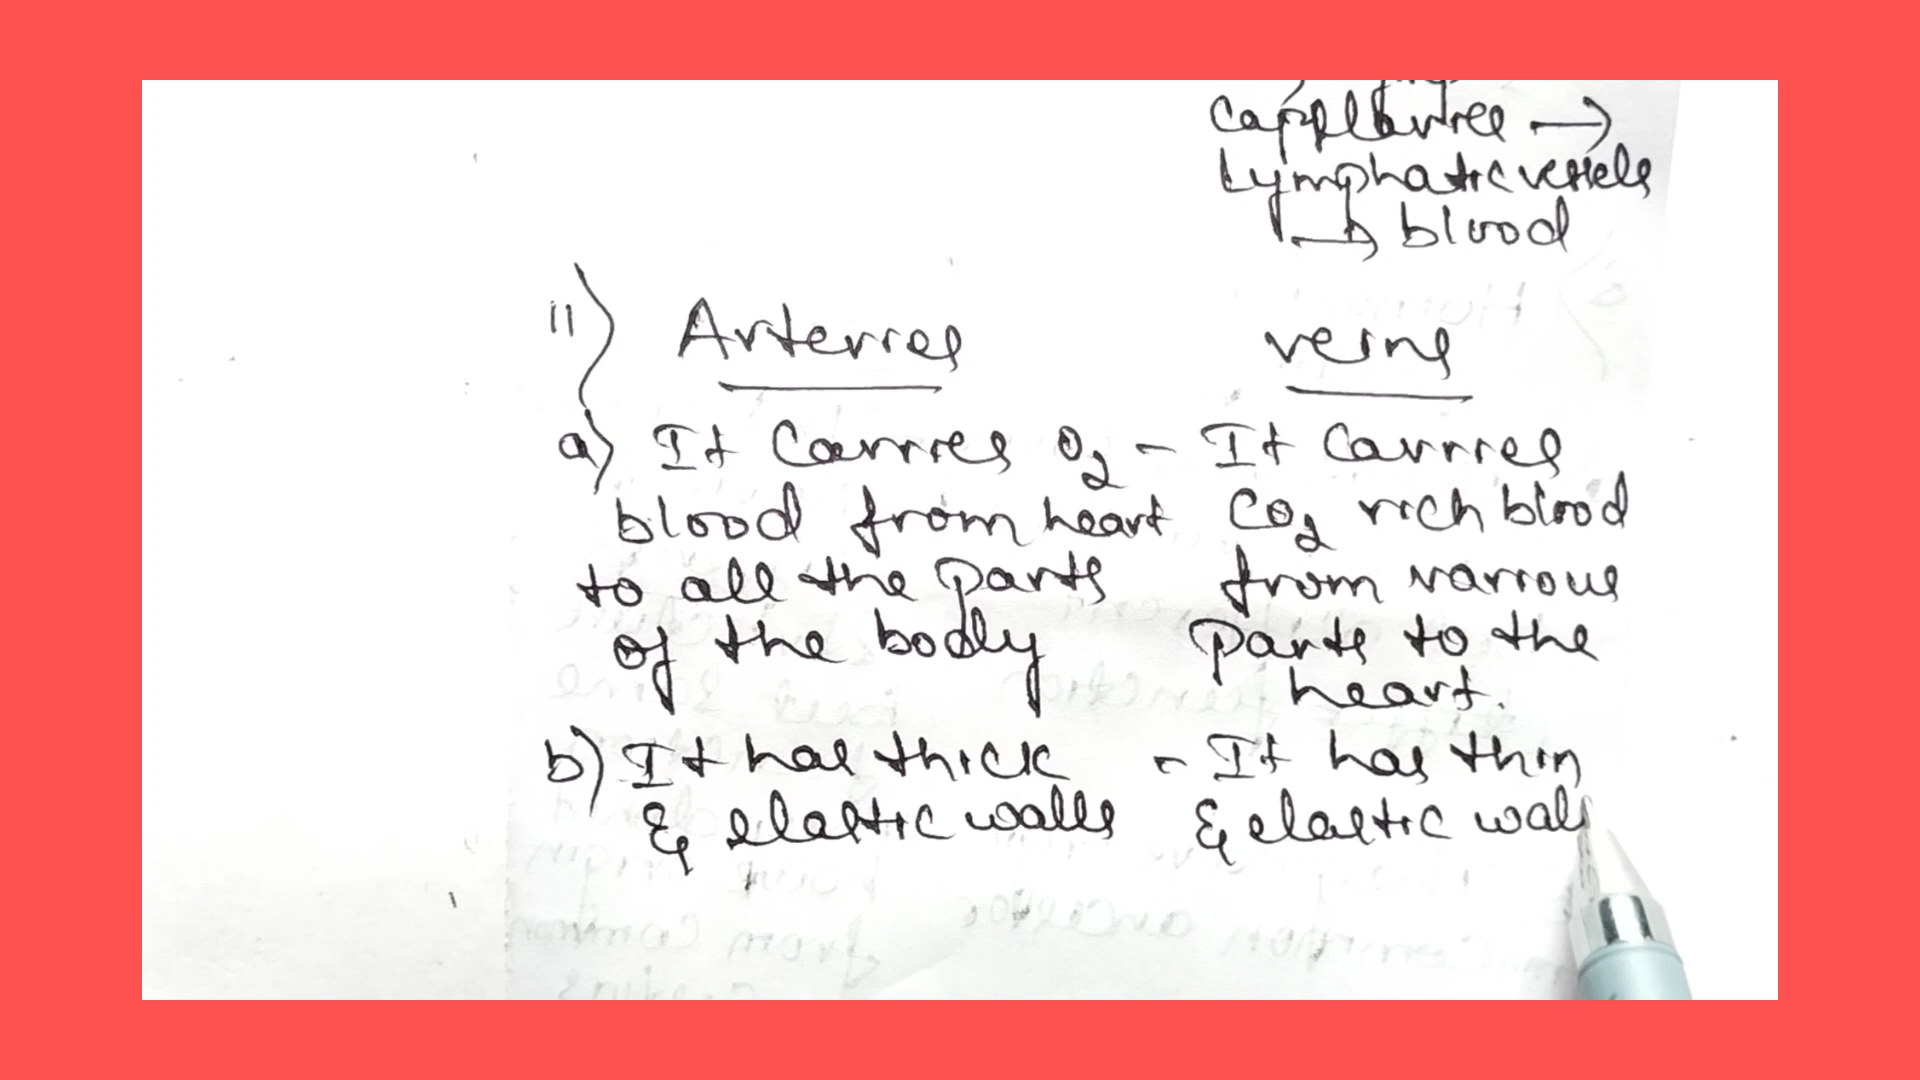 capillaries →
Lymphatic vessels
→ blood
ii) Arteries veins
a) It carries O2 - It carries
blood from heart CO2 rich blood
to all the parts from various
of the body parts to the
heart.
b) It has thick - It has thin
& elastic walls & elastic wall